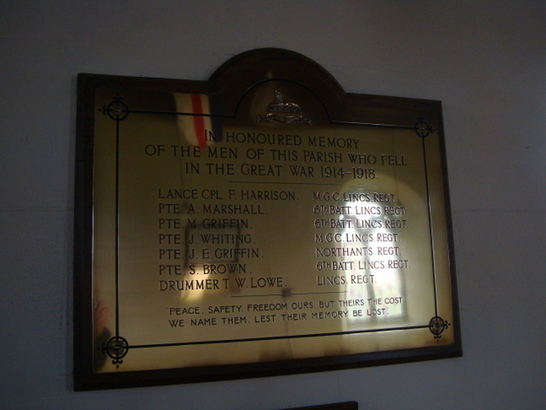 IN HONOURED MEMORY
OF THE MEN OF THIS PARISH WHO FELL
IN THE GREAT WAR 1914-1918
LANCE CPL. F. HARRISON. M.G.C. LINCS REGT.
PTE. A. MARSHALL. 6TH BATT. LINCS REGT.
PTE. M. GRIFFIN. M.G.C. LINCS REGT.
PTE. J. WHITING. M.G.C. LINCS REGT.
PTE. J. E. GRIFFIN. NORTHANTS REGT.
PTE. S. BROWN. 6TH BATT. LINCS REGT.
DRUMMER T. W. LOWE. LINCS. REGT.
PEACE, SAFETY, FREEDOM OURS, BUT THEIRS THE COST
WE NAME THEM, LEST THEIR MEMORY BE LOST.